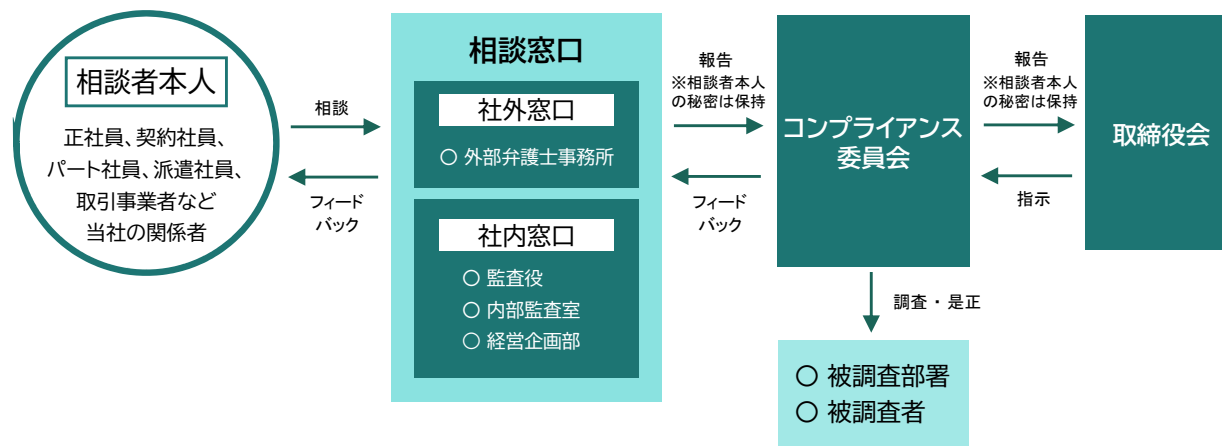 相談者本人
正社員、契約社員、
パート社員、派遣社員、
取引事業者など
当社の関係者
相談
フィード
バック
相談窓口
社外窓口
○ 外部弁護士事務所
社内窓口
○ 監査役
○ 内部監査室
○ 経営企画部
報告
※相談者本人
の秘密は保持
フィード
バック
コンプライアンス
委員会
報告
※相談者本人
の秘密は保持
指示
取締役会
調査・是正
○ 被調査部署
○ 被調査者